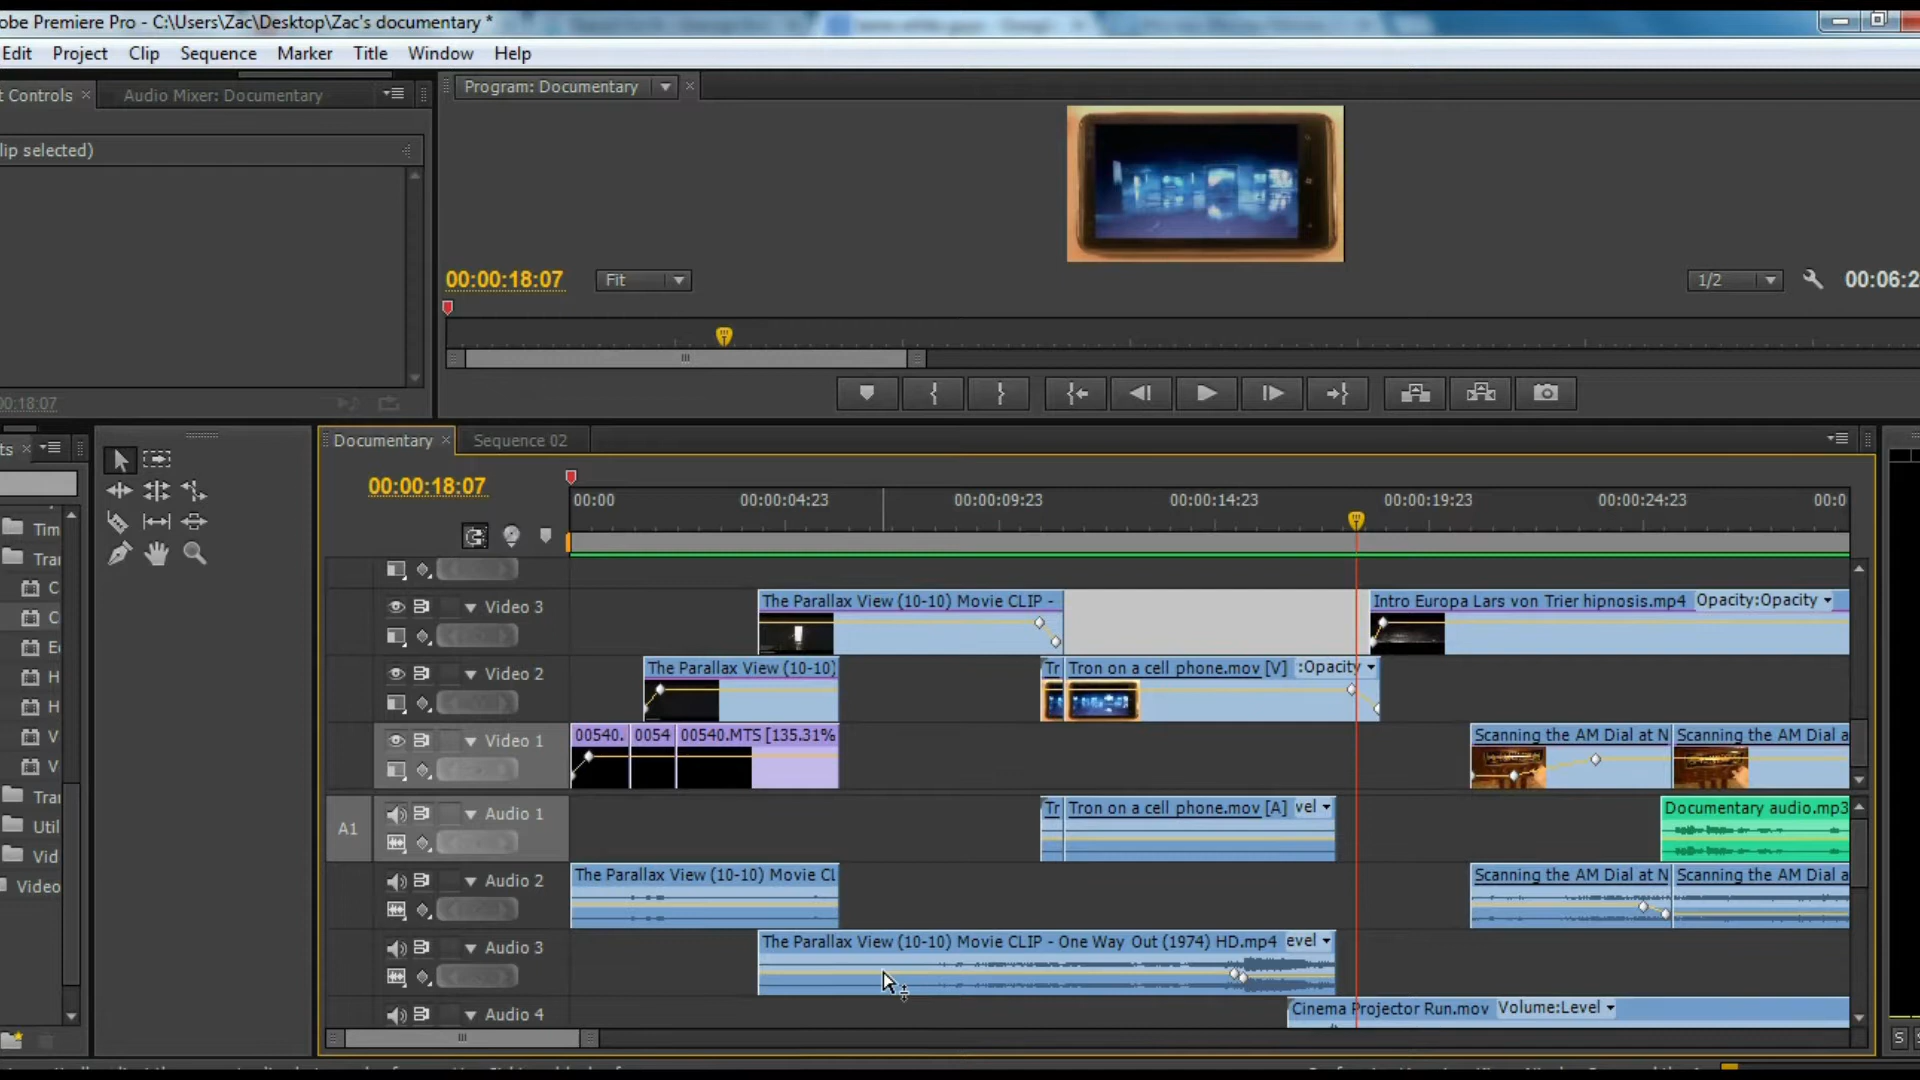 obe Premiere Pro - C:\Users\Zac\Desktop\Zac's documentary *
Edit Project Clip Sequence Marker Title Window Help
t Controls × Audio Mixer: Documentary
Program: Documentary ×
lip selected)
00:00:18:07 Fit 1/2 00:06:2
00:18:07
ts ×
Documentary × Sequence 02
00:00:18:07
00:00 00:00:04:23 00:00:09:23 00:00:14:23 00:00:19:23 00:00:24:23 00:0
Tim
Tra
C
C
E
H
H
V
V
Tra
Util
Vid
Video
Video 3 The Parallax View (10-10) Movie CLIP - Intro Europa Lars von Trier hipnosis.mp4 Opacity:Opacity
Video 2 The Parallax View (10-10) Tr Tron on a cell phone.mov [V] :Opacity
Video 1 00540. 0054 00540.MTS [135.31% Scanning the AM Dial at N Scanning the AM Dial a
A1 Audio 1 Tr Tron on a cell phone.mov [A] vel Documentary audio.mp3
Audio 2 The Parallax View (10-10) Movie CL Scanning the AM Dial at N Scanning the AM Dial a
Audio 3 The Parallax View (10-10) Movie CLIP - One Way Out (1974) HD.mp4 evel
Audio 4 Cinema Projector Run.mov Volume:Level
S S